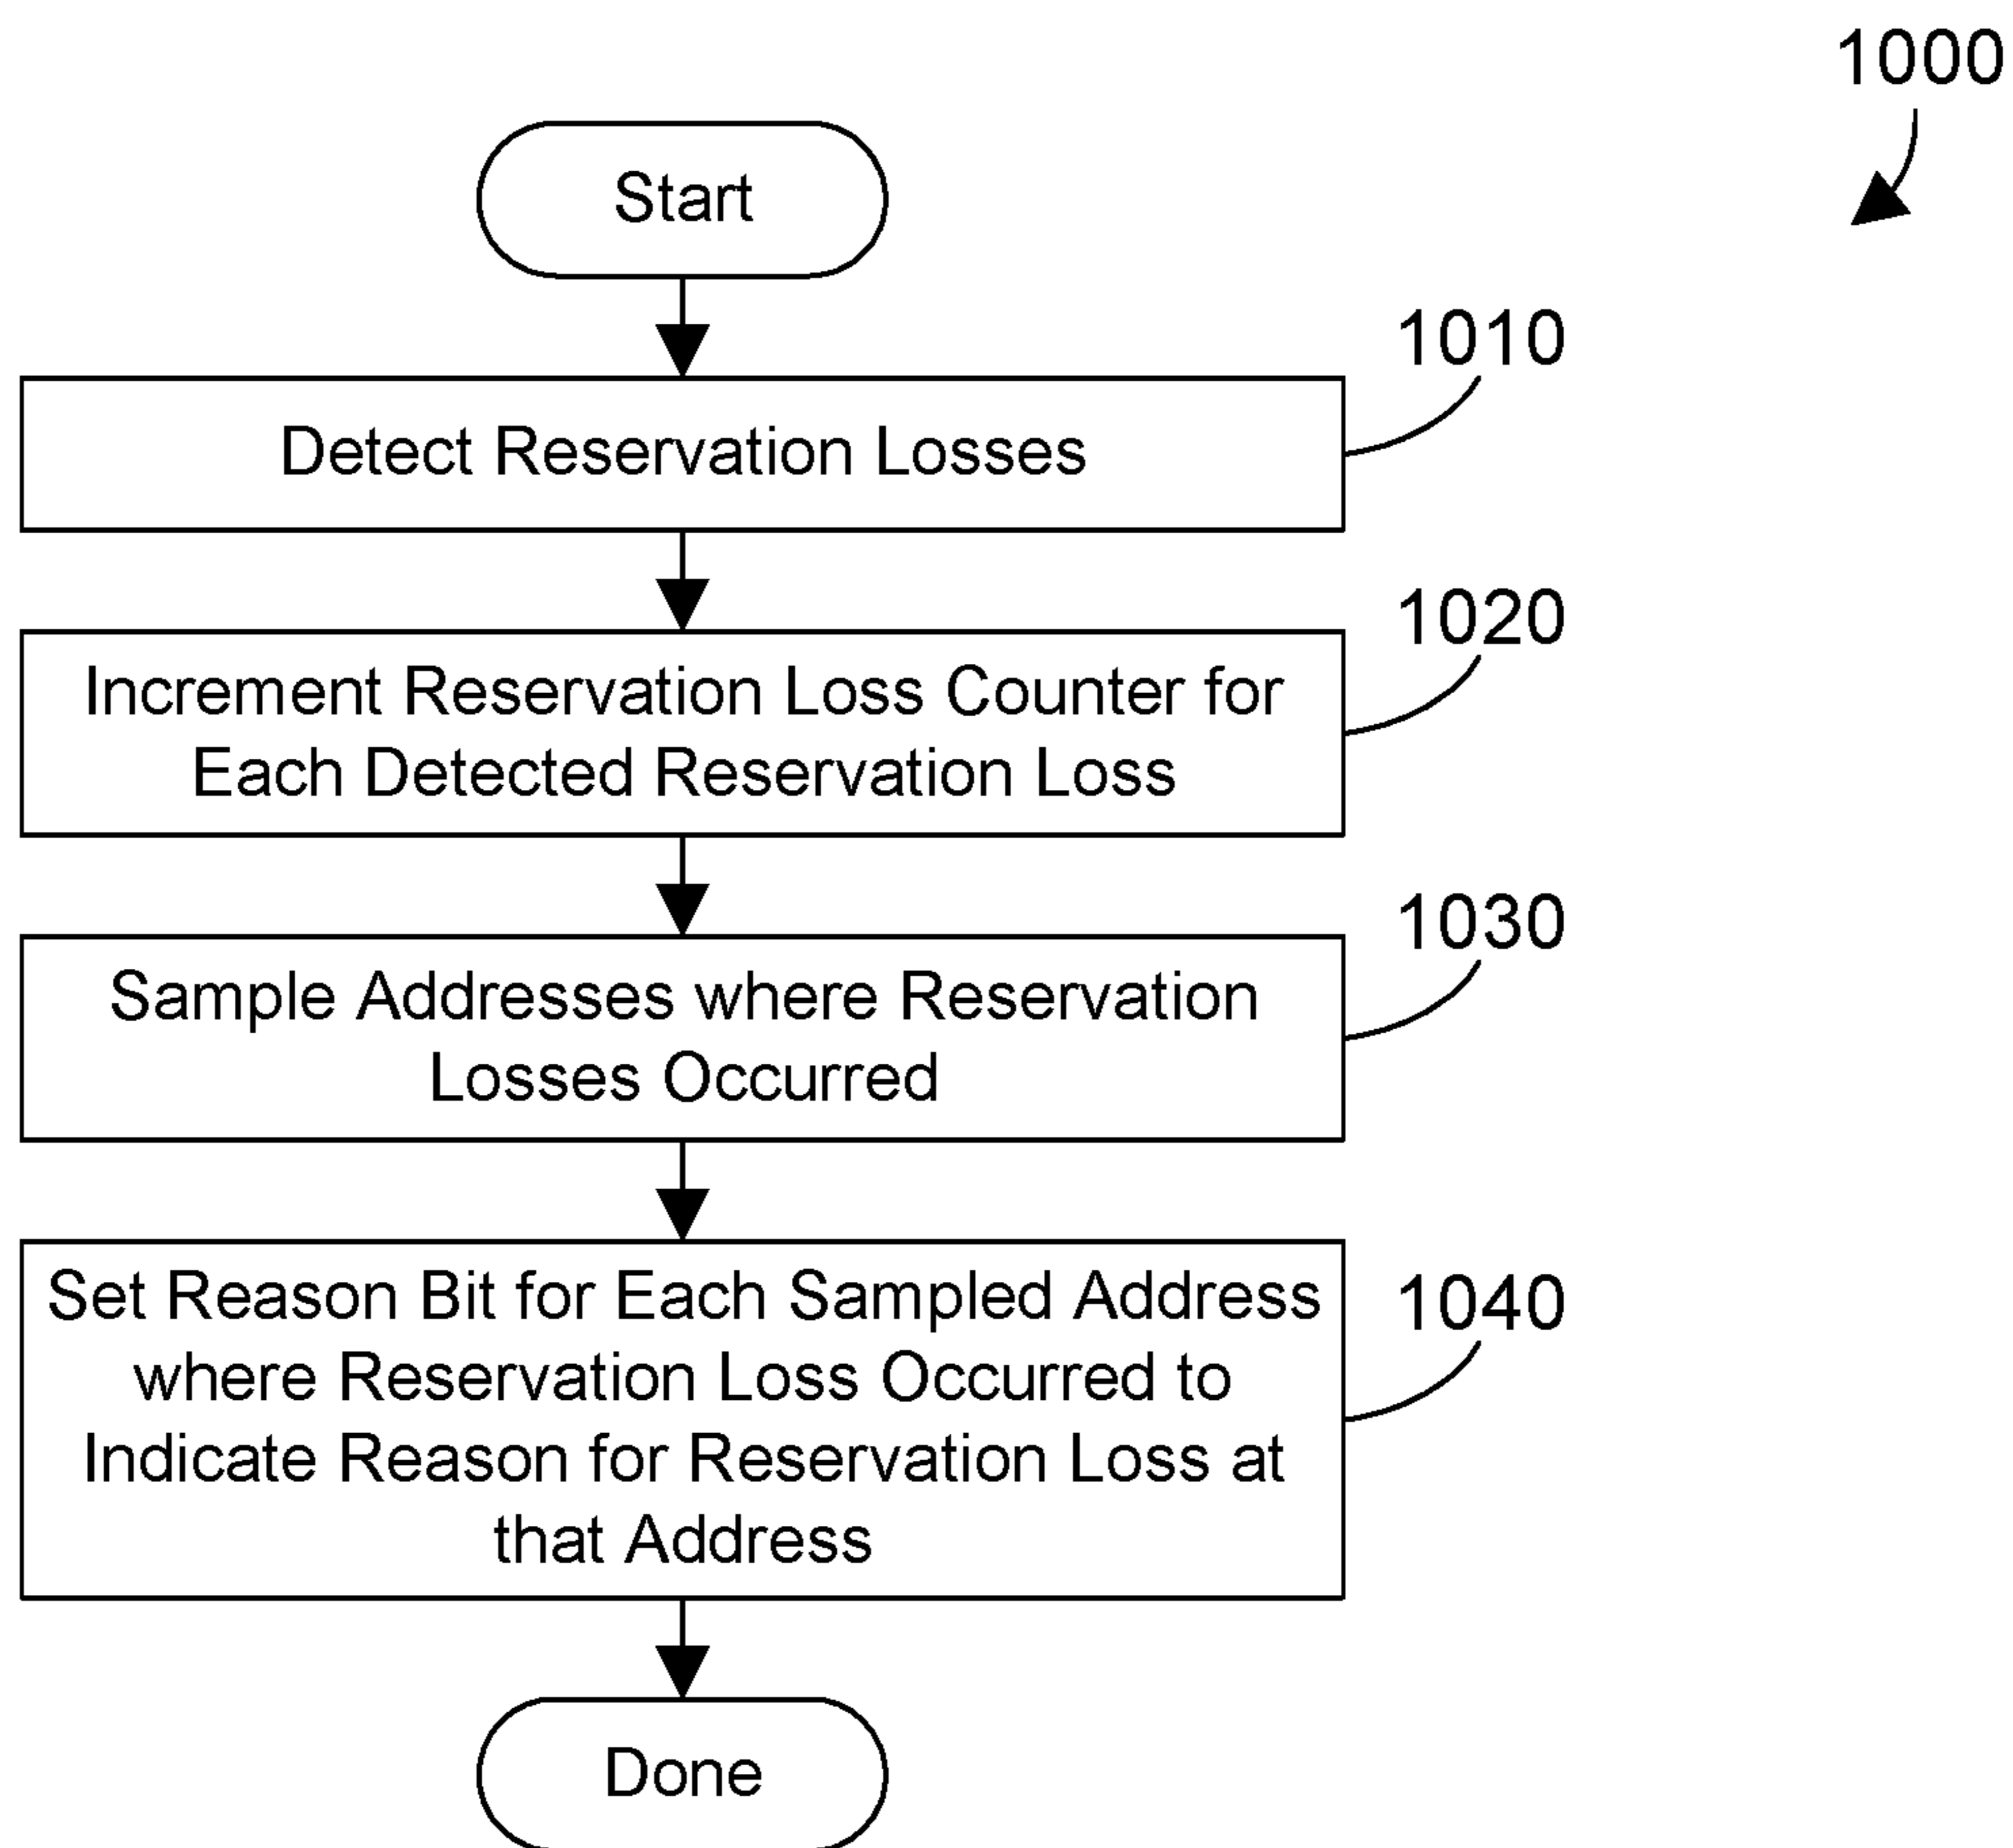 1000
Start
1010
Detect Reservation Losses
1020
Increment Reservation Loss Counter for
Each Detected Reservation Loss
1030
Sample Addresses where Reservation
Losses Occurred
1040
Set Reason Bit for Each Sampled Address
where Reservation Loss Occurred to
Indicate Reason for Reservation Loss at
that Address
Done